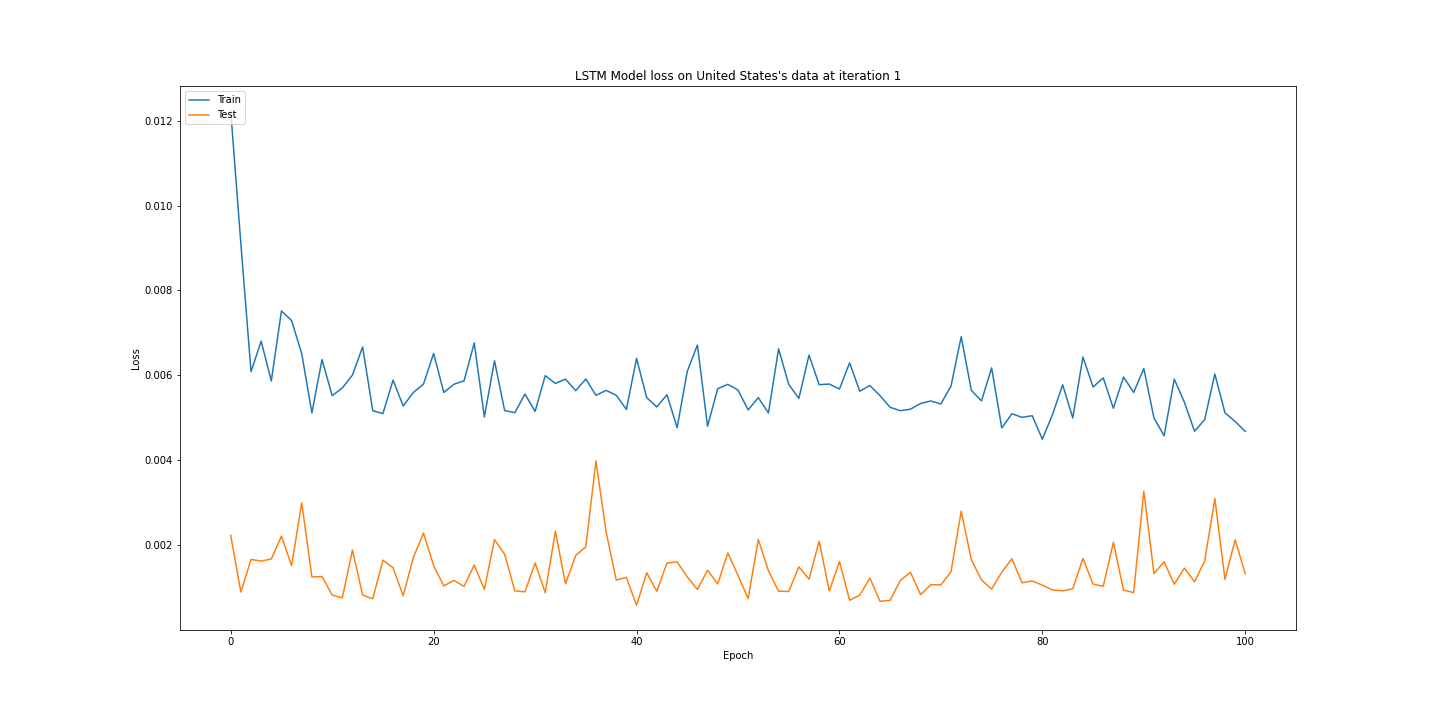 LSTM Model loss on United States's data at iteration 1
Train
Test
0.012
0.010
0.008
0.006
0.004
0.002
Loss
0 20 40 60 80 100
Epoch